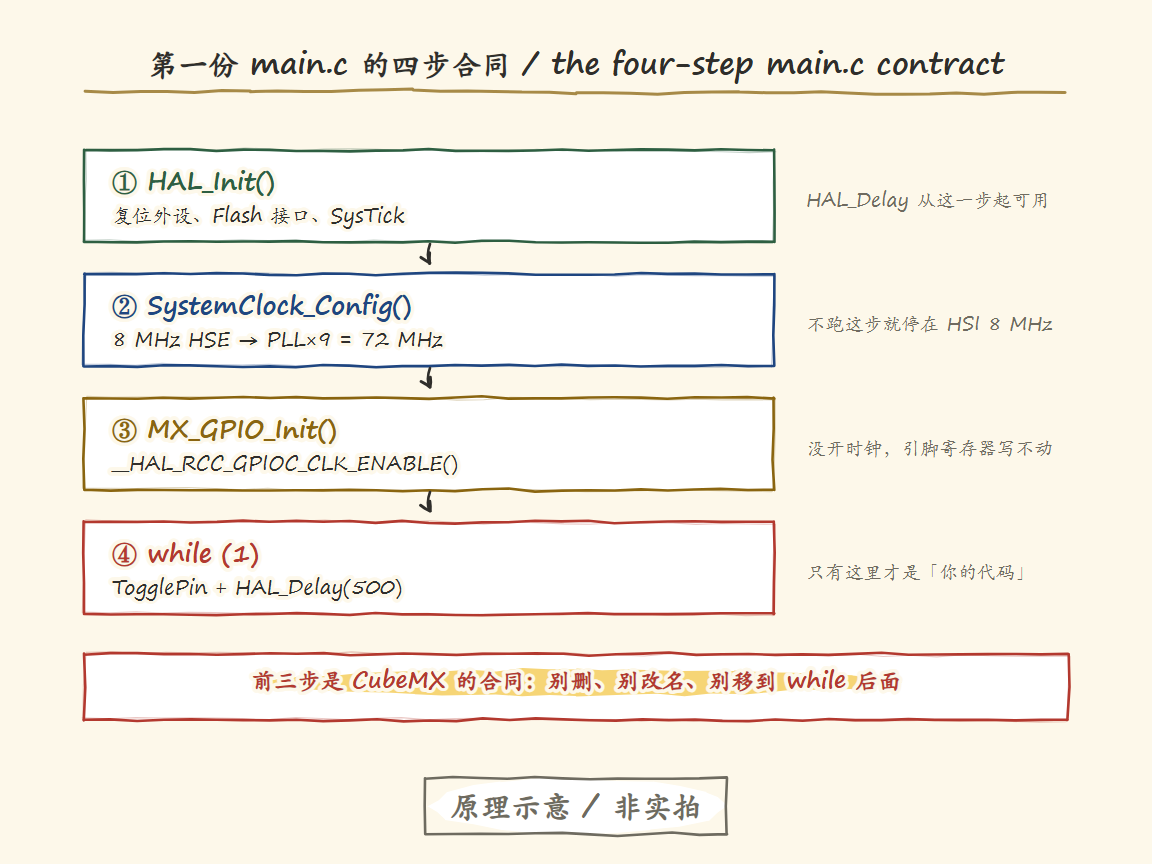 第一份 main.c 的四步合同 / the four-step main.c contract
① HAL_Init()
复位外设、Flash 接口、SysTick
HAL_Delay 从这一步起可用
② SystemClock_Config()
8 MHz HSE → PLL×9 = 72 MHz
不跑这步就停在 HSI 8 MHz
③ MX_GPIO_Init()
__HAL_RCC_GPIOC_CLK_ENABLE()
没开时钟，引脚寄存器写不动
④ while (1)
TogglePin + HAL_Delay(500)
只有这里才是「你的代码」
前三步是 CubeMX 的合同：别删、别改名、别移到 while 后面
原理示意 / 非实拍